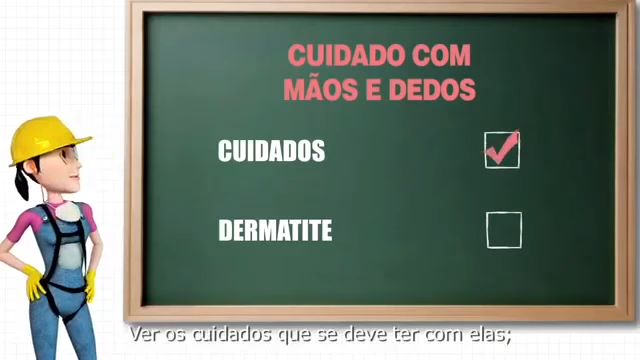 CUIDADO COM
MÃOS E DEDOS
CUIDADOS
DERMATITE
Ver os cuidados que se deve ter com elas;